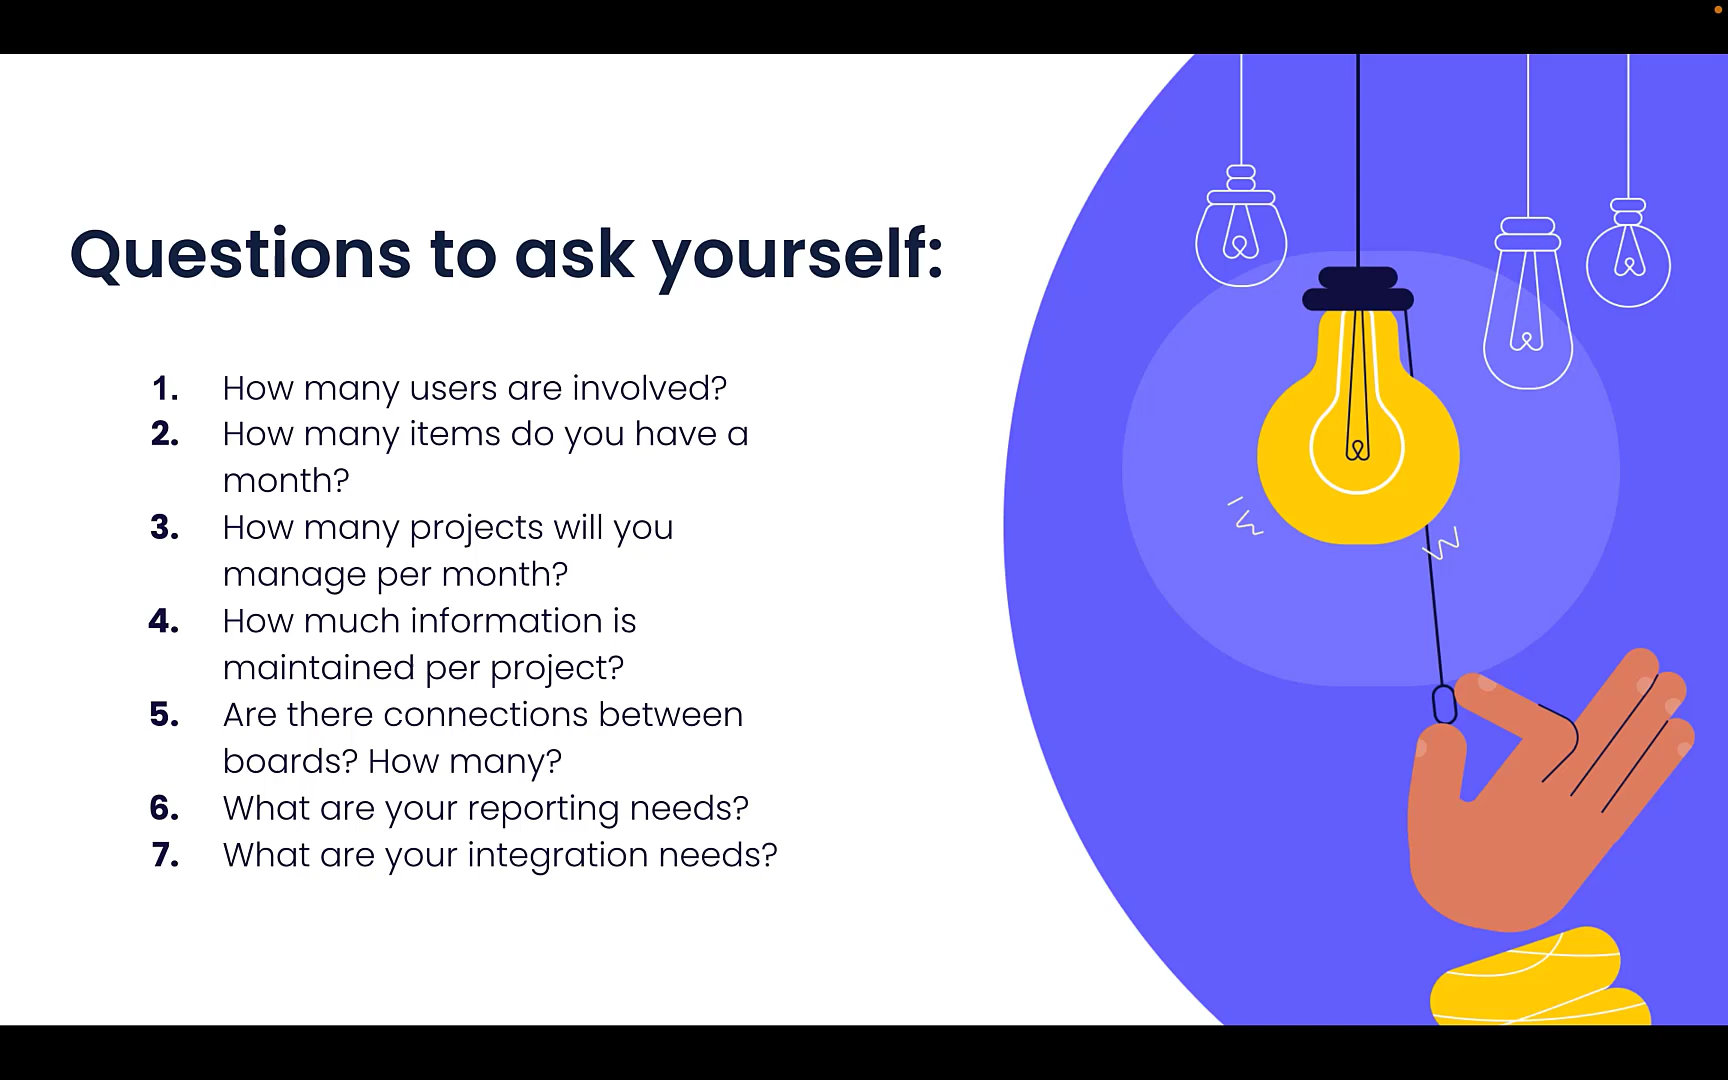 Questions to ask yourself:
1. How many users are involved?
2. How many items do you have a
month?
3. How many projects will you
manage per month?
4. How much information is
maintained per project?
5. Are there connections between
boards? How many?
6. What are your reporting needs?
7. What are your integration needs?